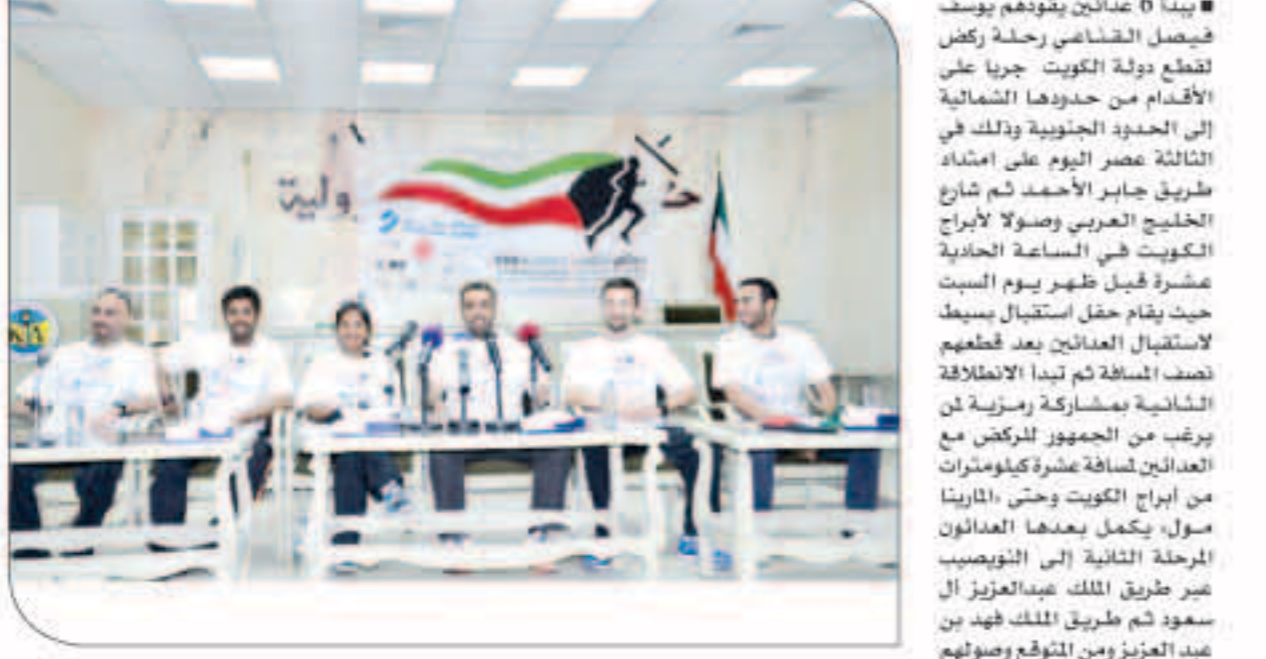 ■ يبدأ 6 عدائين يقودهم يوسف
فيصل القناعي رحلة ركض
لقطع دولة الكويت جريا على
الأقدام من حدودها الشمالية
إلى الحدود الجنوبية وذلك في
الثالثة عصر اليوم على امتداد
طريق جابر الأحمد ثم شارع
الخليج العربي وصولا لأبراج
الكويت في الساعة الحادية
عشرة قبل ظهر يوم السبت
حيث يقام حفل استقبال بسيط
لاستقبال العدائين بعد قطعهم
نصف المسافة ثم تبدأ الانطلاقة
الثانية بمشاركة رمزية لمن
يرغب من الجمهور للركض مع
العدائين لمسافة عشرة كيلومترات
من أبراج الكويت وحتى «المارينا
مول» يكمل بعدها العداؤون
المرحلة الثانية إلى النويصيب
عبر طريق الملك عبدالعزيز آل
سعود ثم طريق الملك فهد بن
عبد العزيز ومن المتوقع وصولهم